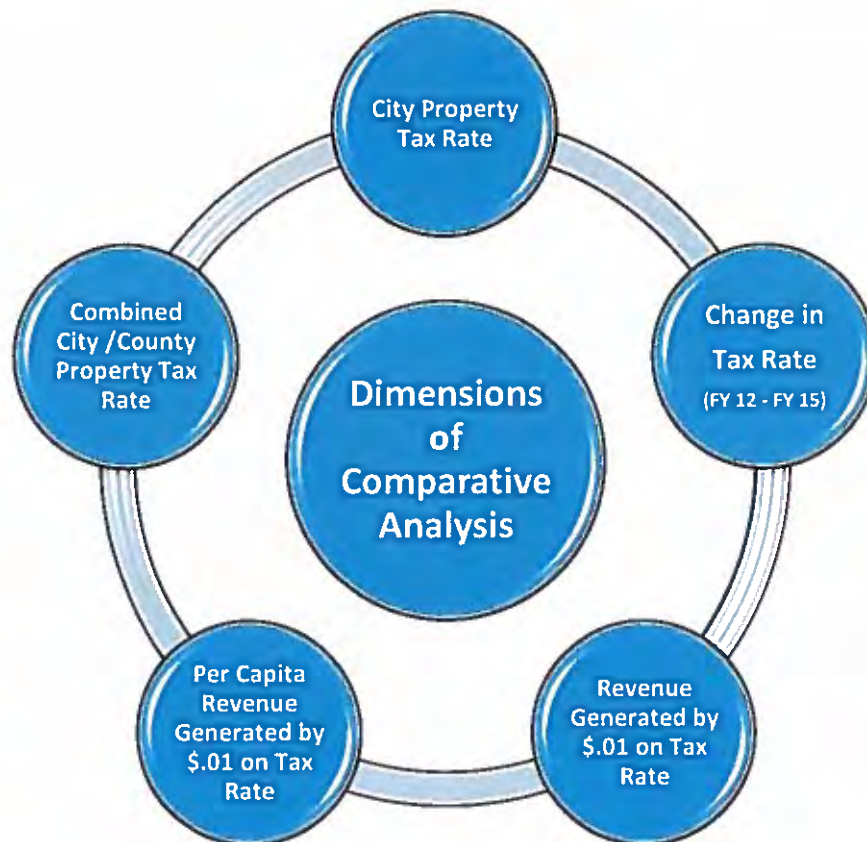 City Property
Tax Rate
Change in
Tax Rate
(FY 12 - FY 15)
Revenue
Generated by
$.01 on Tax
Rate
Per Capita
Revenue
Generated by
$.01 on Tax
Rate
Combined
City /County
Property Tax
Rate
Dimensions
of
Comparative
Analysis